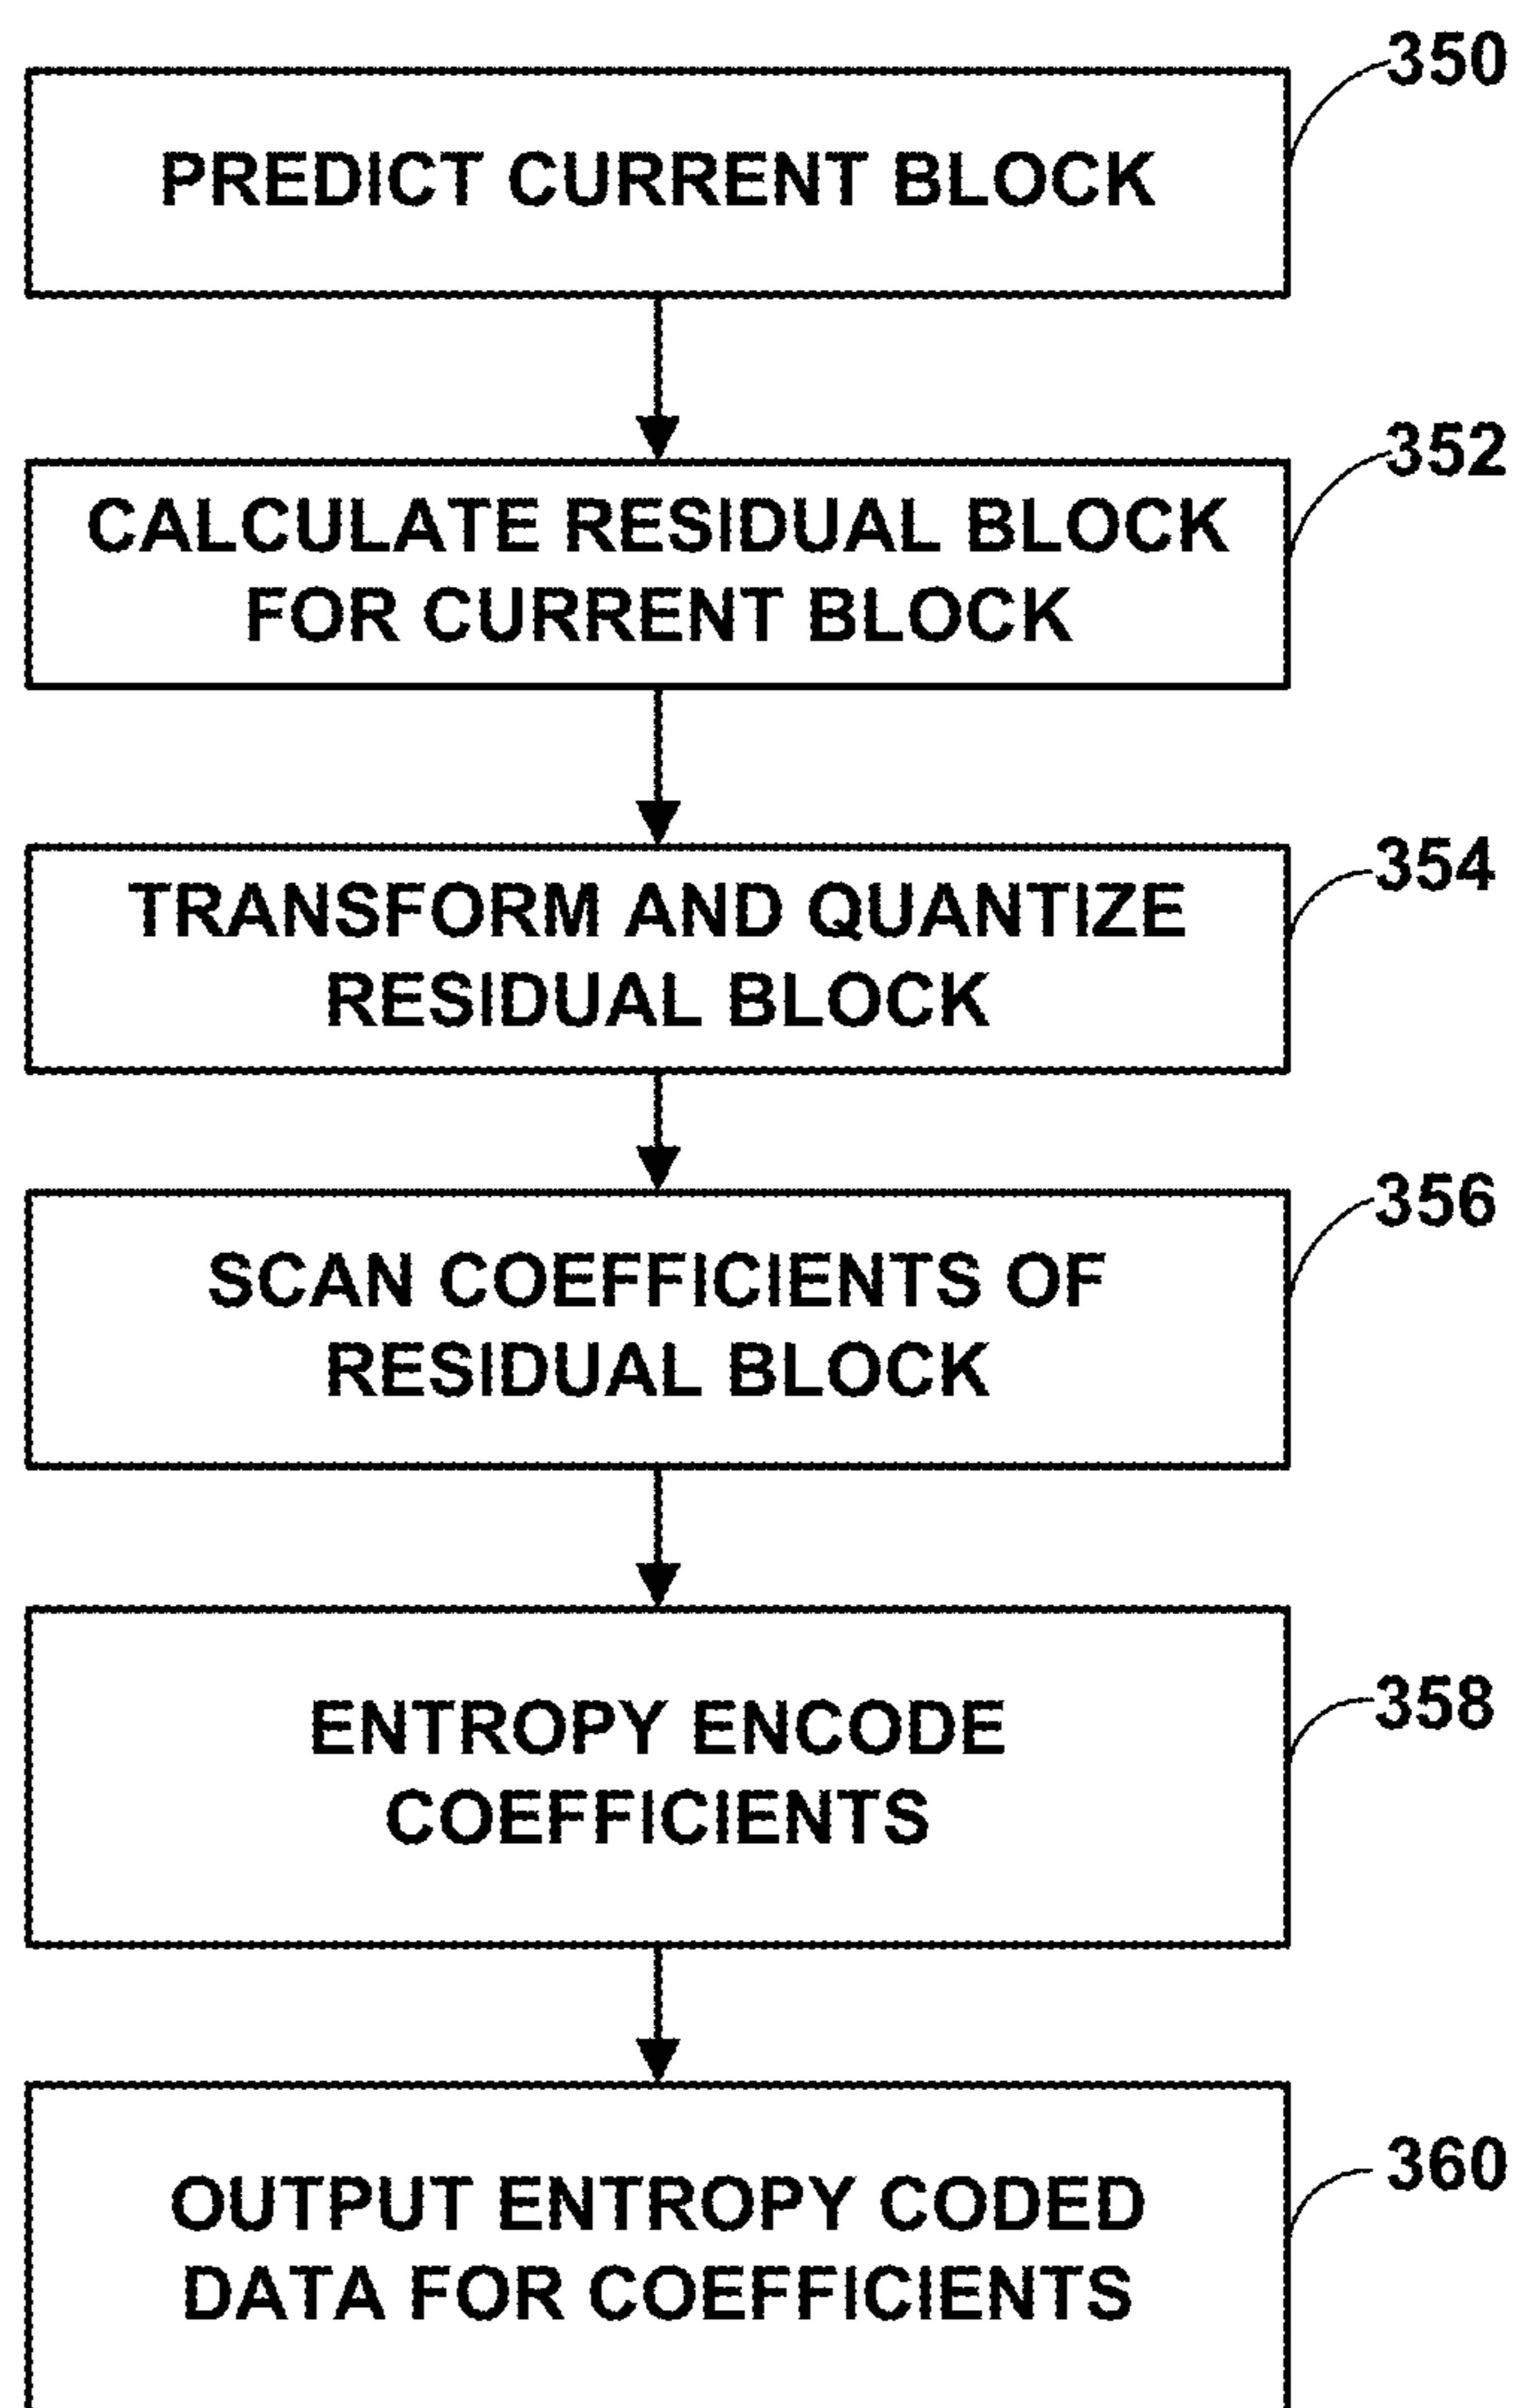 350
PREDICT CURRENT BLOCK
352
CALCULATE RESIDUAL BLOCK
FOR CURRENT BLOCK
354
TRANSFORM AND QUANTIZE
RESIDUAL BLOCK
356
SCAN COEFFICIENTS OF
RESIDUAL BLOCK
358
ENTROPY ENCODE
COEFFICIENTS
360
OUTPUT ENTROPY CODED
DATA FOR COEFFICIENTS